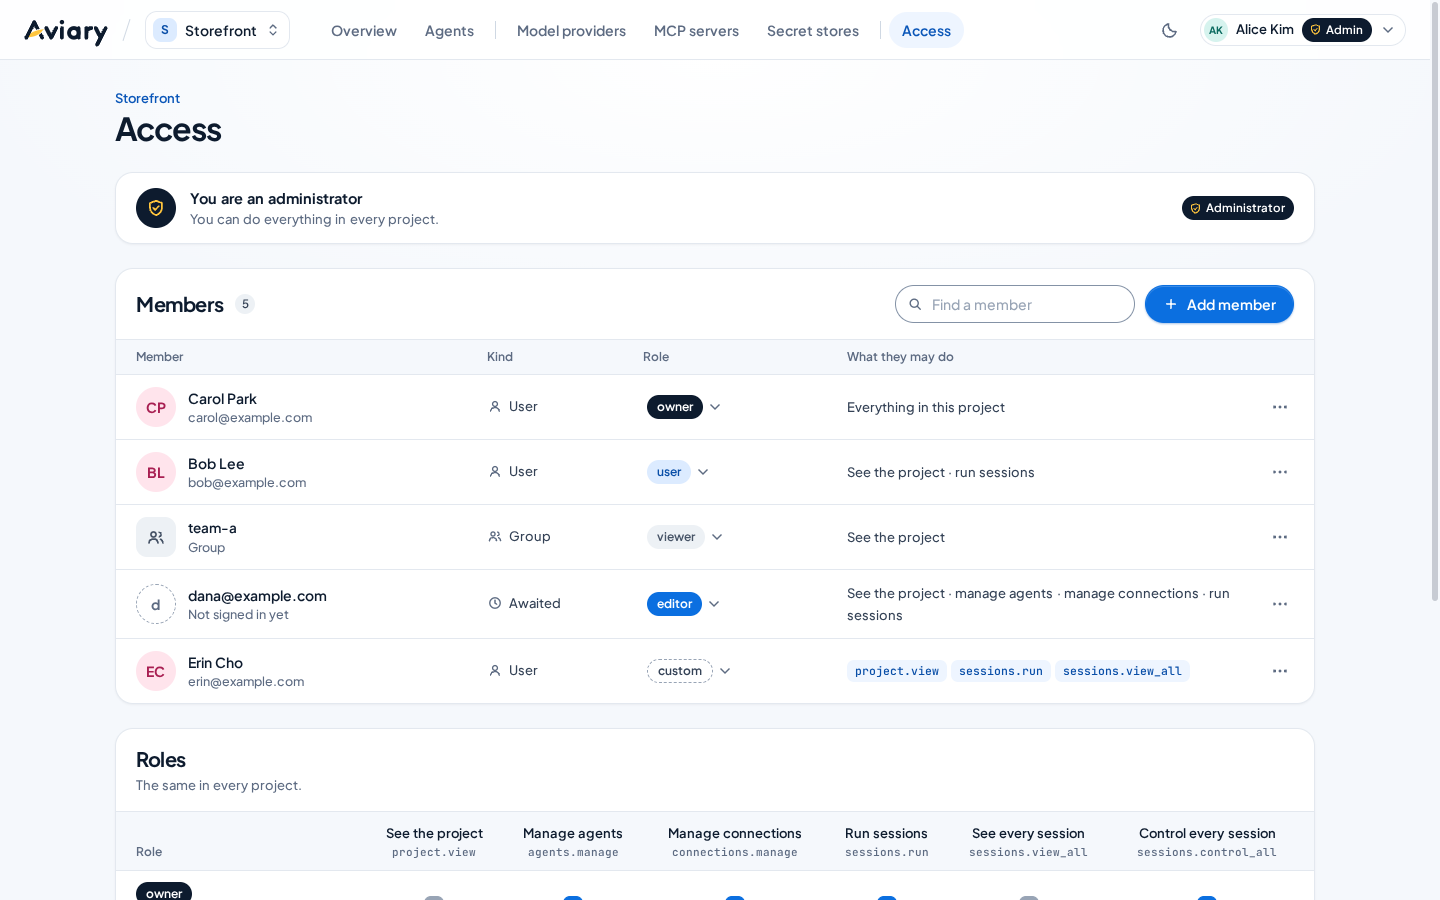 Aviary / S Storefront Overview Agents Model providers MCP servers Secret stores Access AK Alice Kim Admin
Storefront
Access
You are an administrator
You can do everything in every project.
Administrator
Members 5
Find a member
+ Add member
Member Kind Role What they may do
CP Carol Park
carol@example.com
User owner Everything in this project
BL Bob Lee
bob@example.com
User user See the project · run sessions
team-a
Group
Group viewer See the project
d dana@example.com
Not signed in yet
Awaited editor See the project · manage agents · manage connections · run
sessions
EC Erin Cho
erin@example.com
User custom project.view sessions.run sessions.view_all
Roles
The same in every project.
See the project Manage agents Manage connections Run sessions See every session Control every session
Role project.view agents.manage connections.manage sessions.run sessions.view_all sessions.control_all
owner